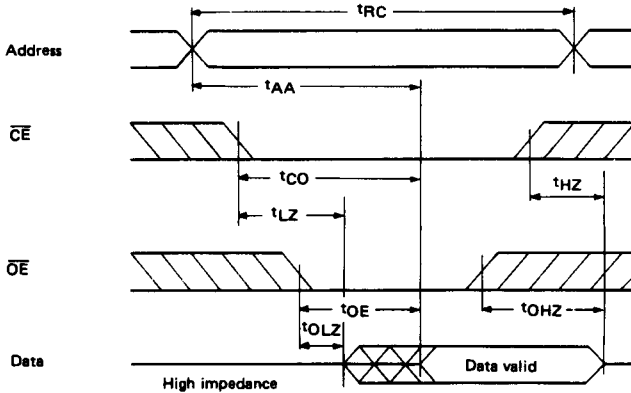 tRC
Address
tAA
CE
tCO
tHZ
tLZ
OE
tOE
tOHZ
tOLZ
Data
Data valid
High impedance